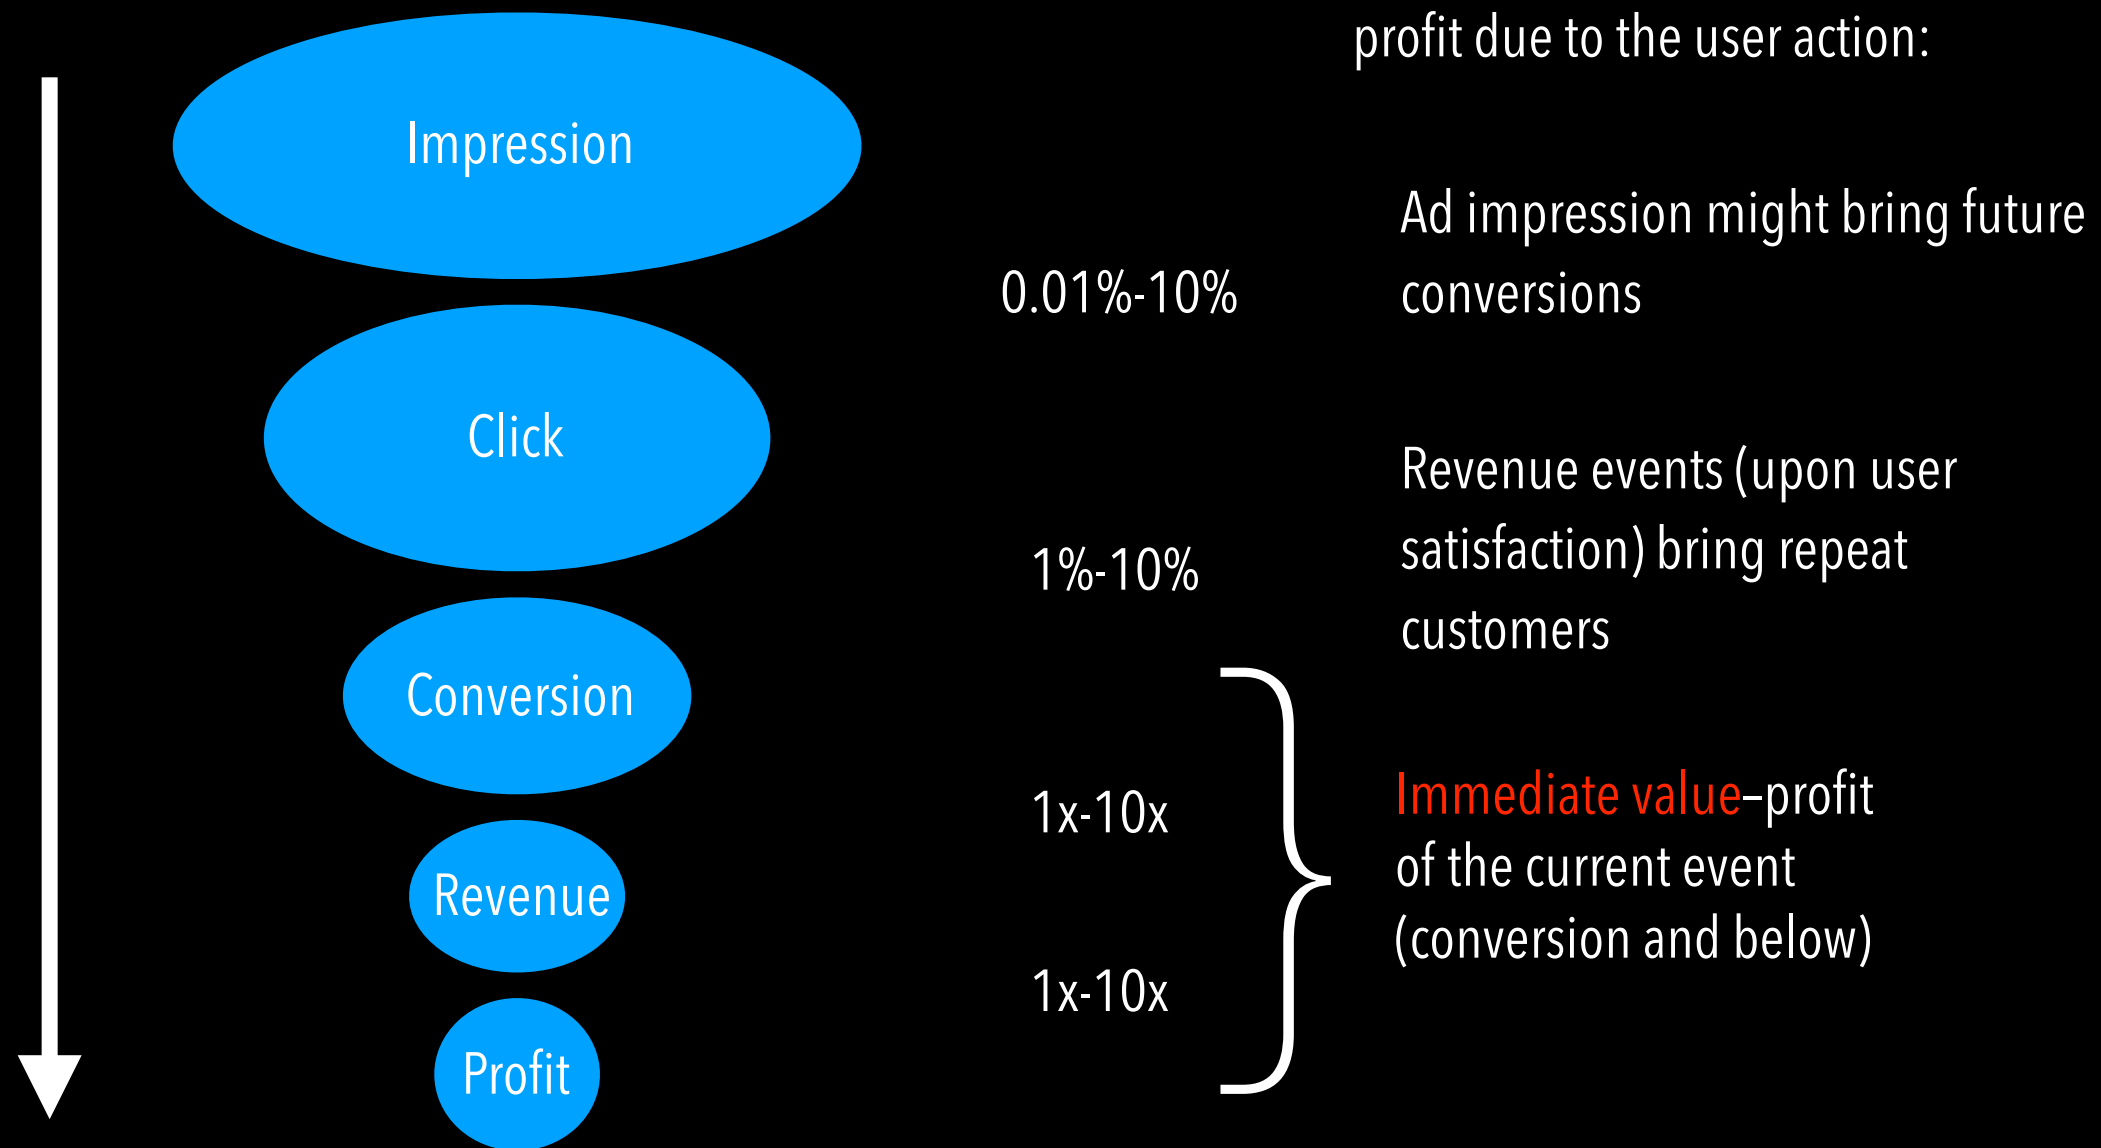 Impression
Click
Conversion
Revenue
Profit
0.01%-10%
1%-10%
1x-10x
1x-10x
profit due to the user action:
Ad impression might bring future
conversions
Revenue events (upon user
satisfaction) bring repeat
customers
Immediate value–profit
of the current event
(conversion and below)